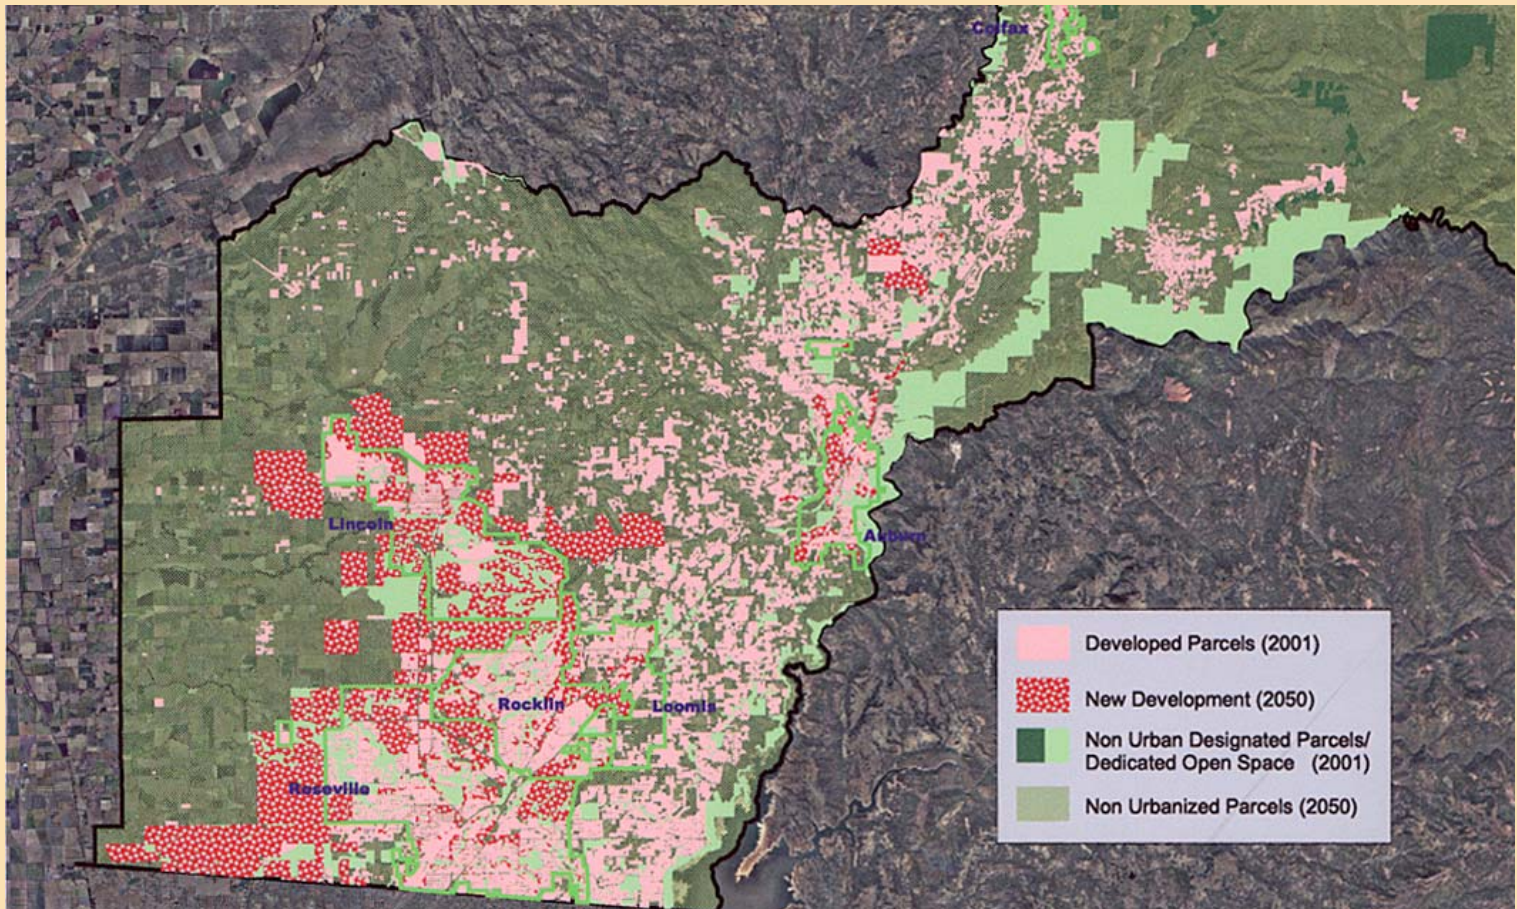 Colfax
Lincoln
Auburn
Rocklin
Loomis
Roseville
Developed Parcels (2001)
New Development (2050)
Non Urban Designated Parcels/
Dedicated Open Space (2001)
Non Urbanized Parcels (2050)